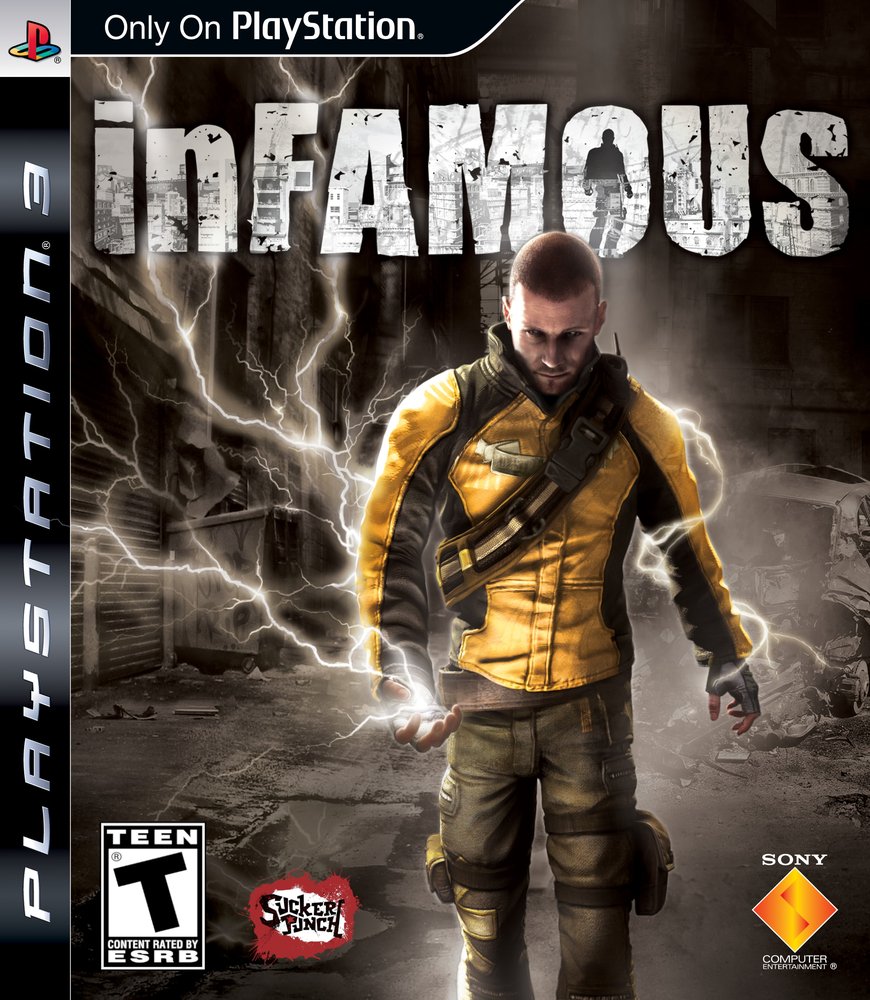 Only On PlayStation®
PLAYSTATION®3
inFAMOUS
TEEN
T
®
CONTENT RATED BY
ESRB
SUCKER
PUNCH
SONY
COMPUTER
ENTERTAINMENT®